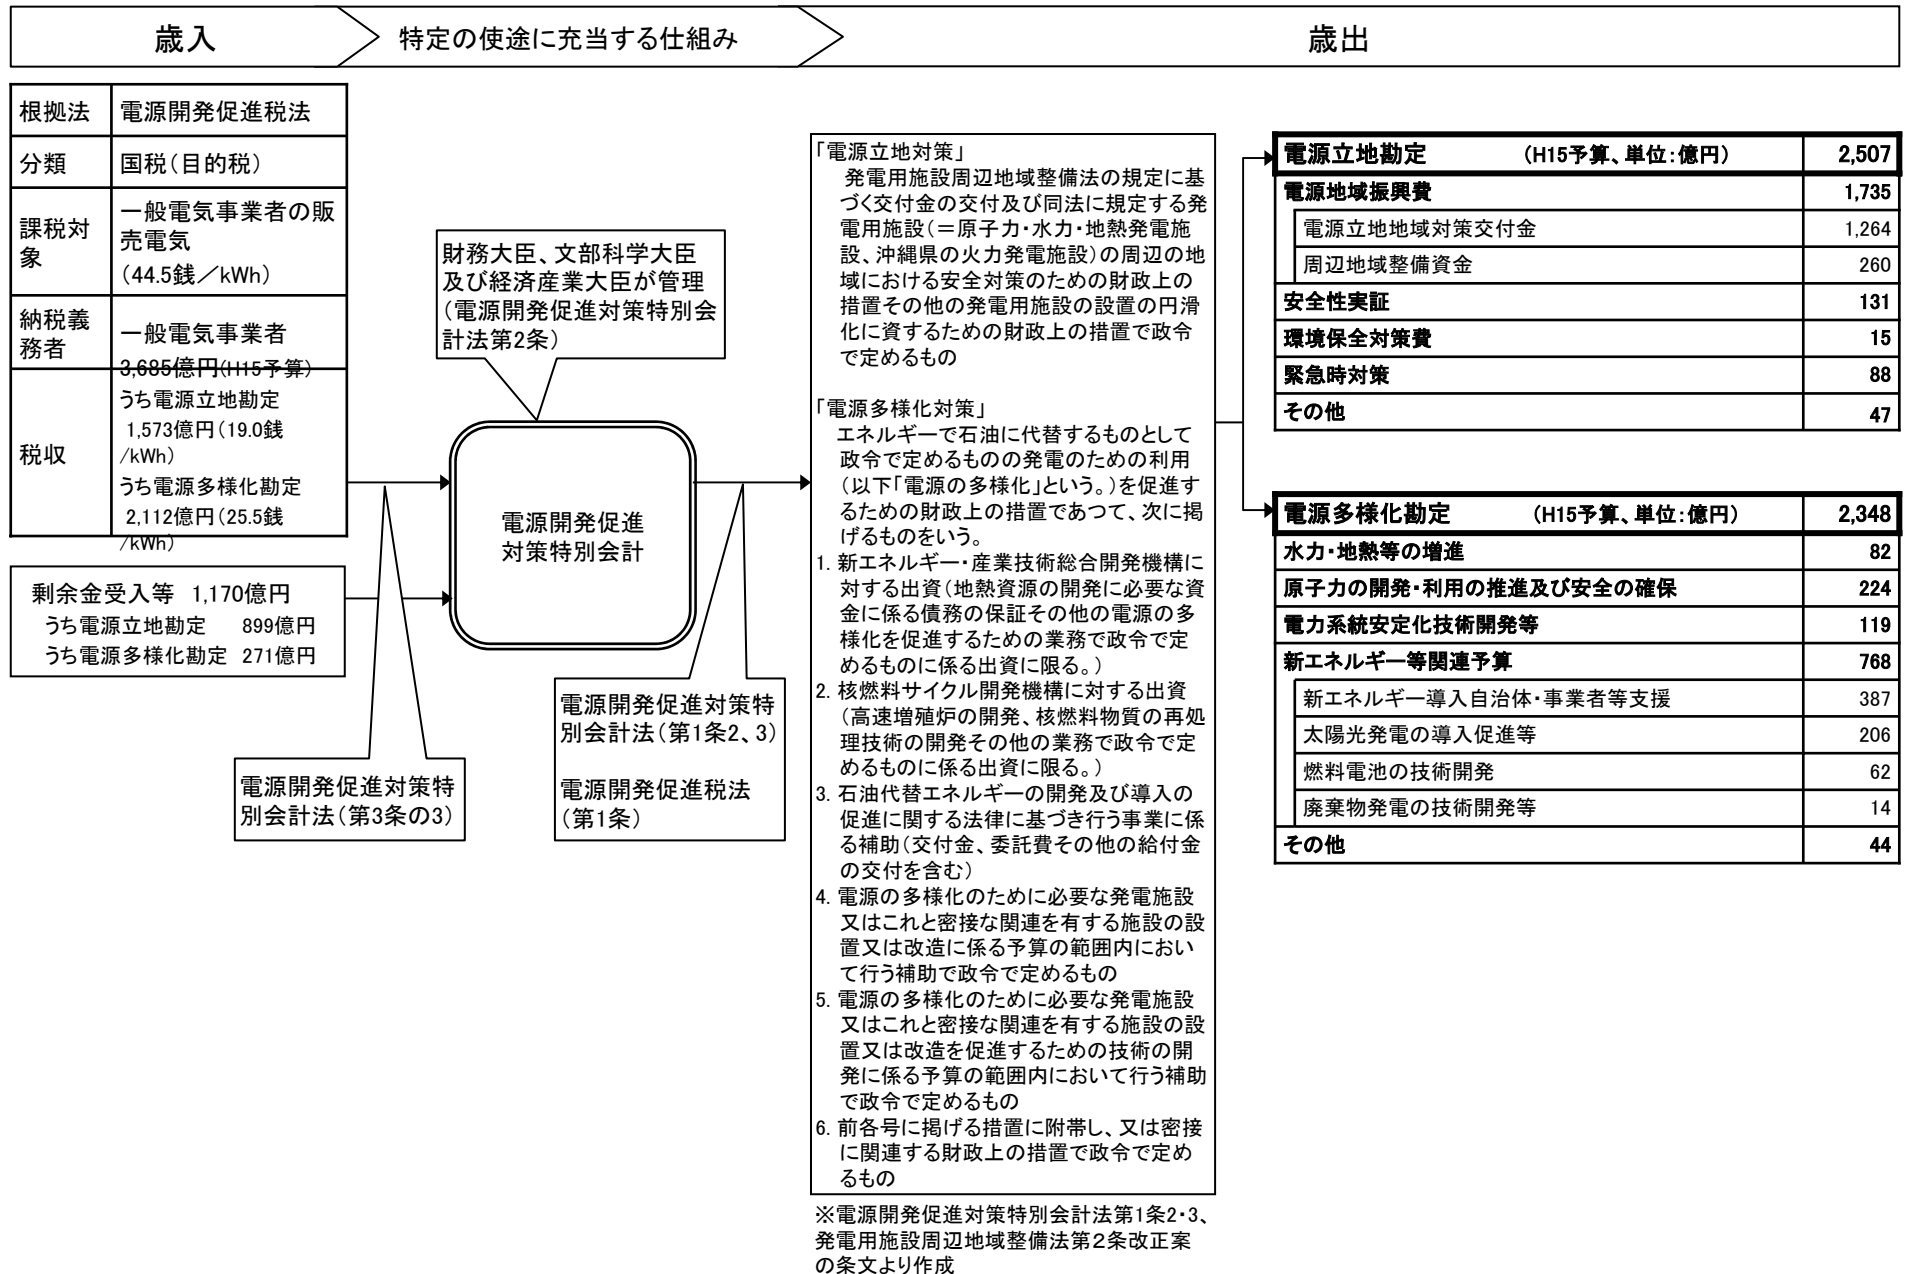 歳入
特定の使途に充当する仕組み
歳出
根拠法 電源開発促進税法
分類 国税(目的税)
課税対象 一般電気事業者の販
売電気
(44.5銭/kWh)
納税義務者 一般電気事業者
税収 3,685億円(H15予算)
うち電源立地勘定
1,573億円(19.0銭
/kWh)
うち電源多様化勘定
2,112億円(25.5銭
/kWh)
剰余金受入等 1,170億円
うち電源立地勘定 899億円
うち電源多様化勘定 271億円
財務大臣、文部科学大臣
及び経済産業大臣が管理
(電源開発促進対策特別会
計法第2条)
電源開発促進
対策特別会計
電源開発促進対策特
別会計法(第3条の3)
電源開発促進対策特
別会計法(第1条2、3)
電源開発促進税法
(第1条)
「電源立地対策」
発電用施設周辺地域整備法の規定に基
づく交付金の交付及び同法に規定する発
電用施設(=原子力・水力・地熱発電施
設、沖縄県の火力発電施設)の周辺の地
域における安全対策のための財政上の
措置その他の発電用施設の設置の円滑
化に資するための財政上の措置で政令
で定めるもの
「電源多様化対策」
エネルギーで石油に代替するものとして
政令で定めるものの発電のための利用
(以下「電源の多様化」という。)を促進す
るための財政上の措置であつて、次に掲
げるものをいう。
1. 新エネルギー・産業技術総合開発機構に
対する出資(地熱資源の開発に必要な資
金に係る債務の保証その他の電源の多
様化を促進するための業務で政令で定
めるものに係る出資に限る。)
2. 核燃料サイクル開発機構に対する出資
(高速増殖炉の開発、核燃料物質の再処
理技術の開発その他の業務で政令で定
めるものに係る出資に限る。)
3. 石油代替エネルギーの開発及び導入の
促進に関する法律に基づき行う事業に係
る補助(交付金、委託費その他の給付金
の交付を含む)
4. 電源の多様化のために必要な発電施設
又はこれと密接な関連を有する施設の設
置又は改造に係る予算の範囲内におい
て行う補助で政令で定めるもの
5. 電源の多様化のために必要な発電施設
又はこれと密接な関連を有する施設の設
置又は改造を促進するための技術の開
発に係る予算の範囲内において行う補助
で政令で定めるもの
6. 前各号に掲げる措置に附帯し、又は密接
に関連する財政上の措置で政令で定め
るもの
※電源開発促進対策特別会計法第1条2・3、
発電用施設周辺地域整備法第2条改正案
の条文より作成
電源立地勘定 (H15予算、単位:億円) 2,507
電源地域振興費 1,735
電源立地地域対策交付金 1,264
周辺地域整備資金 260
安全性実証 131
環境保全対策費 15
緊急時対策 88
その他 47
電源多様化勘定 (H15予算、単位:億円) 2,348
水力・地熱等の増進 82
原子力の開発・利用の推進及び安全の確保 224
電力系統安定化技術開発等 119
新エネルギー等関連予算 768
新エネルギー導入自治体・事業者等支援 387
太陽光発電の導入促進等 206
燃料電池の技術開発 62
廃棄物発電の技術開発等 14
その他 44